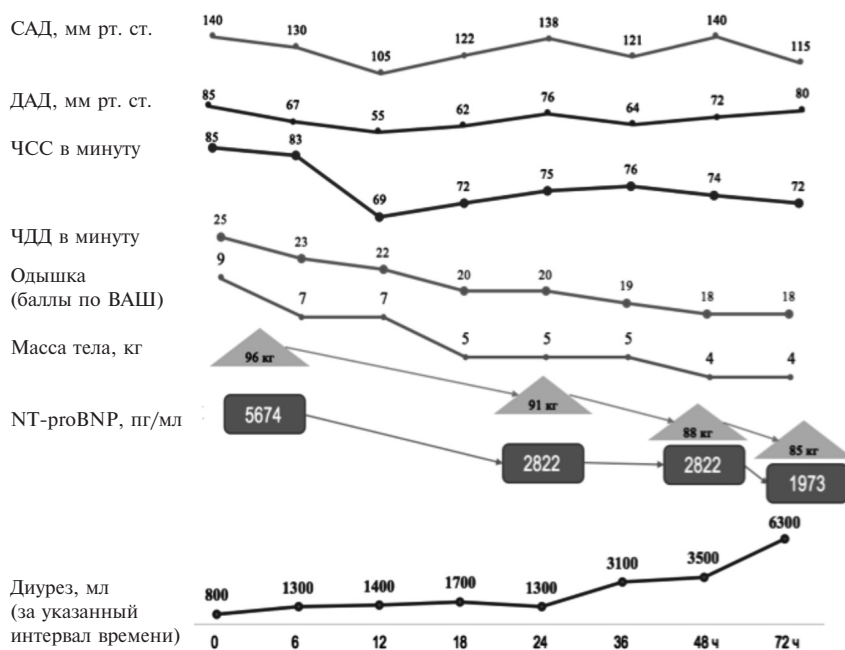 САД, мм рт. ст.
140 130 105 122 138 121 140 115
ДАД, мм рт. ст.
85 67 55 62 76 64 72 80
ЧСС в минуту
85 83 69 72 75 76 74 72
ЧДД в минуту
25 23 22 20 20 19 18 18
Одышка
(баллы по ВАШ)
9 7 7 5 5 5 4 4
Масса тела, кг
96 кг 91 кг 88 кг 85 кг
NT-proBNP, пг/мл
5674 2822 2822 1973
Диурез, мл
(за указанный
интервал времени)
800 1300 1400 1700 1300 3100 3500 6300
0 6 12 18 24 36 48 ч 72 ч